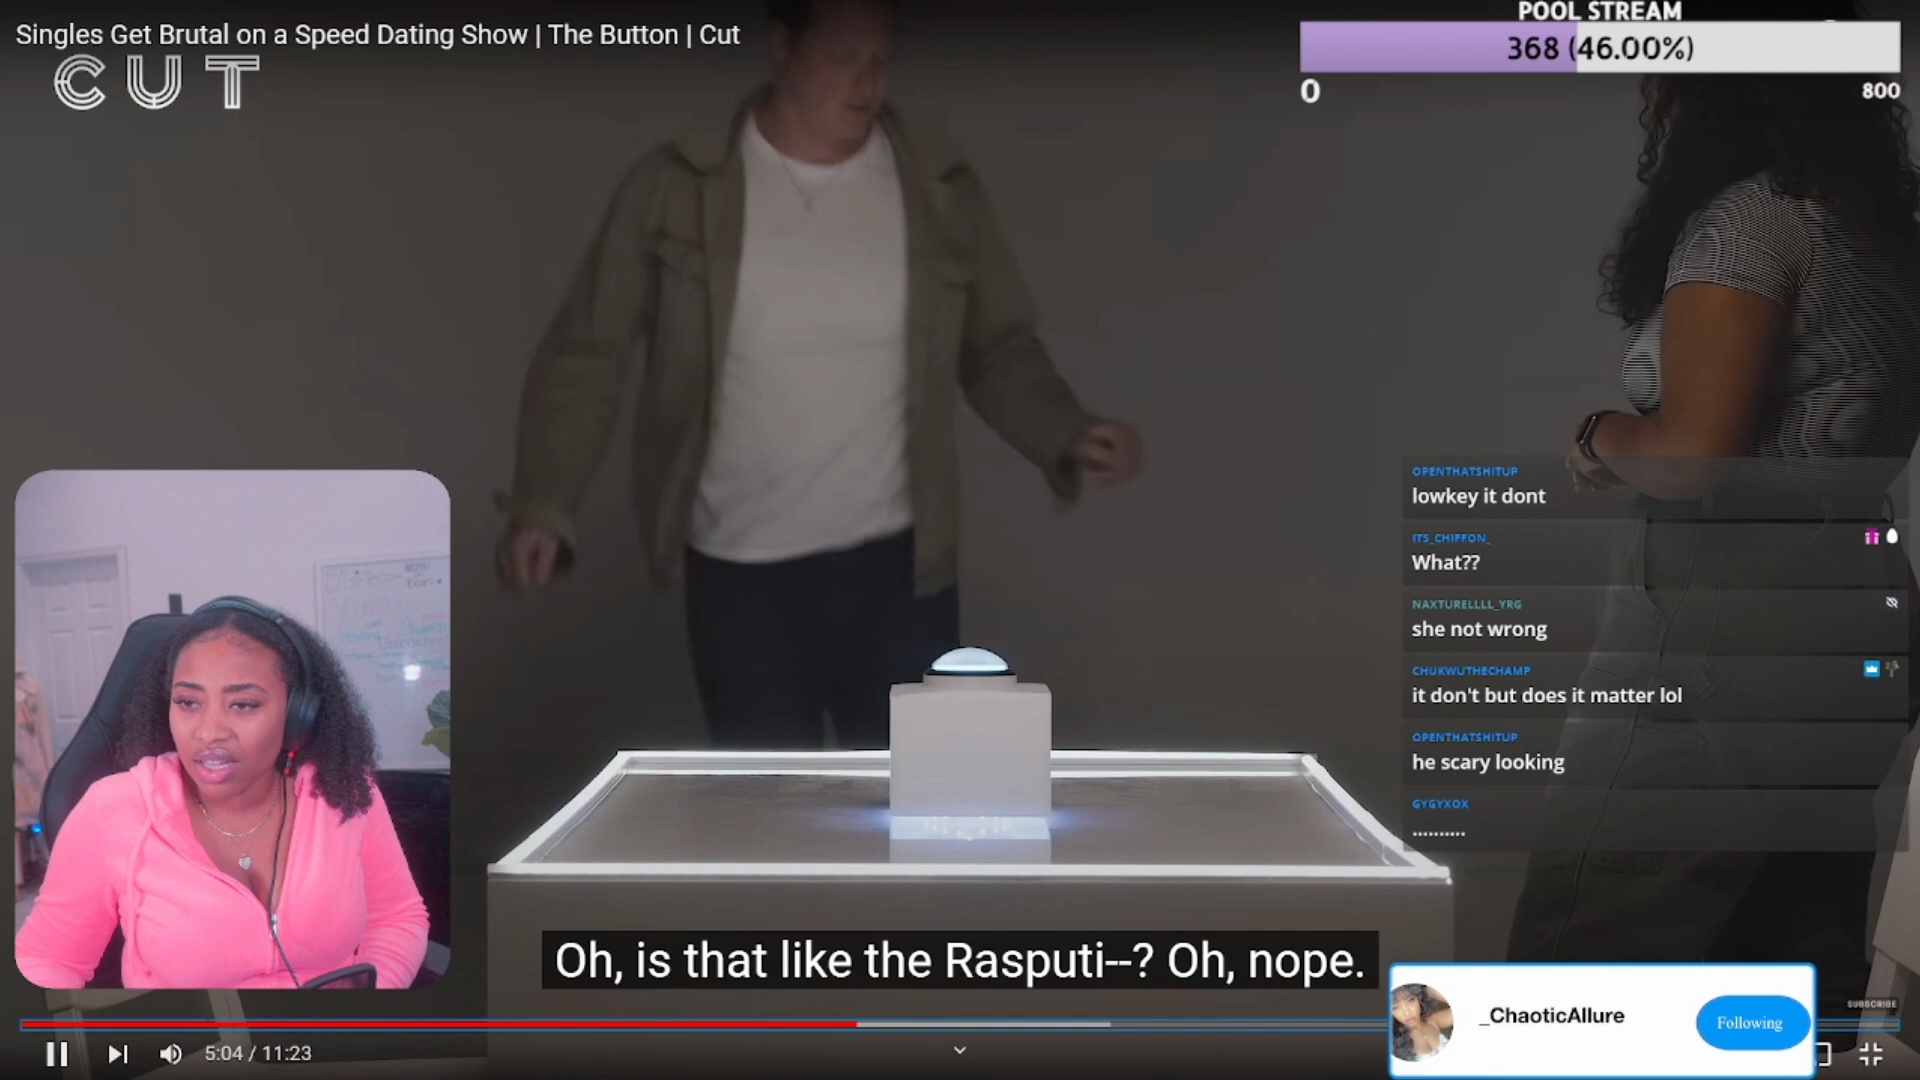 Singles Get Brutal on a Speed Dating Show | The Button | Cut
CUT
POOL STREAM
368 (46.00%)
0
800
OPENTHATSHITUP
lowkey it dont
ITS_CHIFFON_
What??
NAXTURELLLL_YRG
she not wrong
CHUKWUTHECHAMP
it don't but does it matter lol
OPENTHATSHITUP
he scary looking
GYGYXOX
..........
Oh, is that like the Rasputi--? Oh, nope.
_ChaoticAllure
Following
SUBSCRIBE
5:04 / 11:23